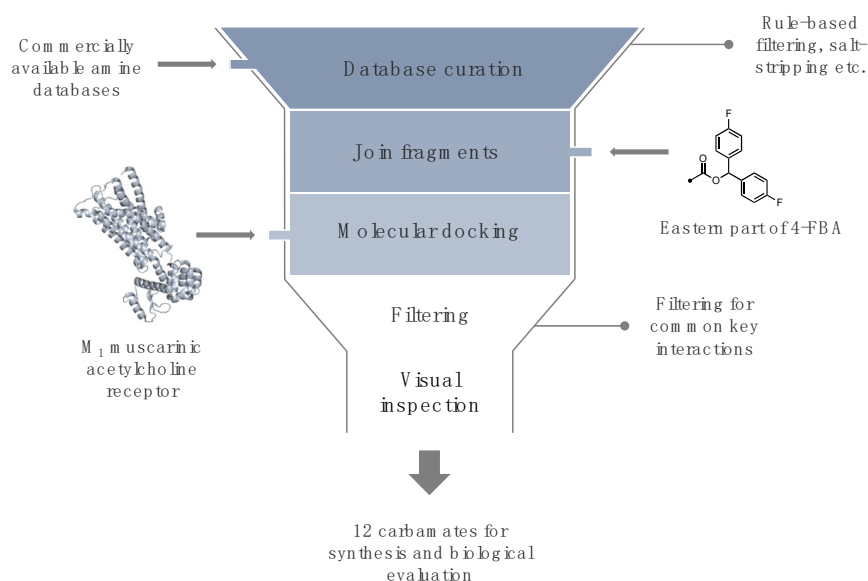 Commercially
available amine
databases
Database curation
Rule-based
filtering, salt-
stripping etc.
Join fragments
F
O
O
F
Eastern part of 4-FBA
Molecular docking
M1 muscarinic
acetylcholine
receptor
Filtering
Filtering for
common key
interactions
Visual
inspection
12 carbamates for
synthesis and biological
evaluation